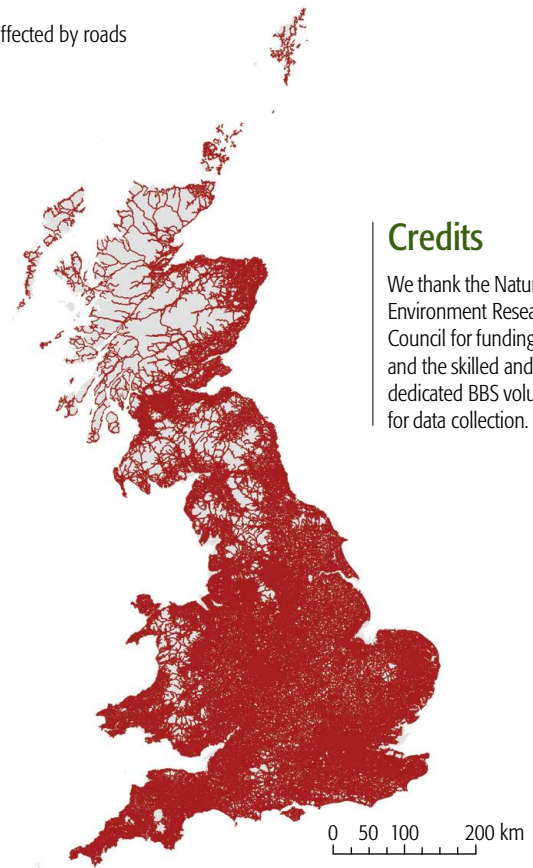 ffected by roads
Credits
We thank the Natur
Environment Resea
Council for funding
and the skilled and
dedicated BBS volu
for data collection.
0 50 100 200 km